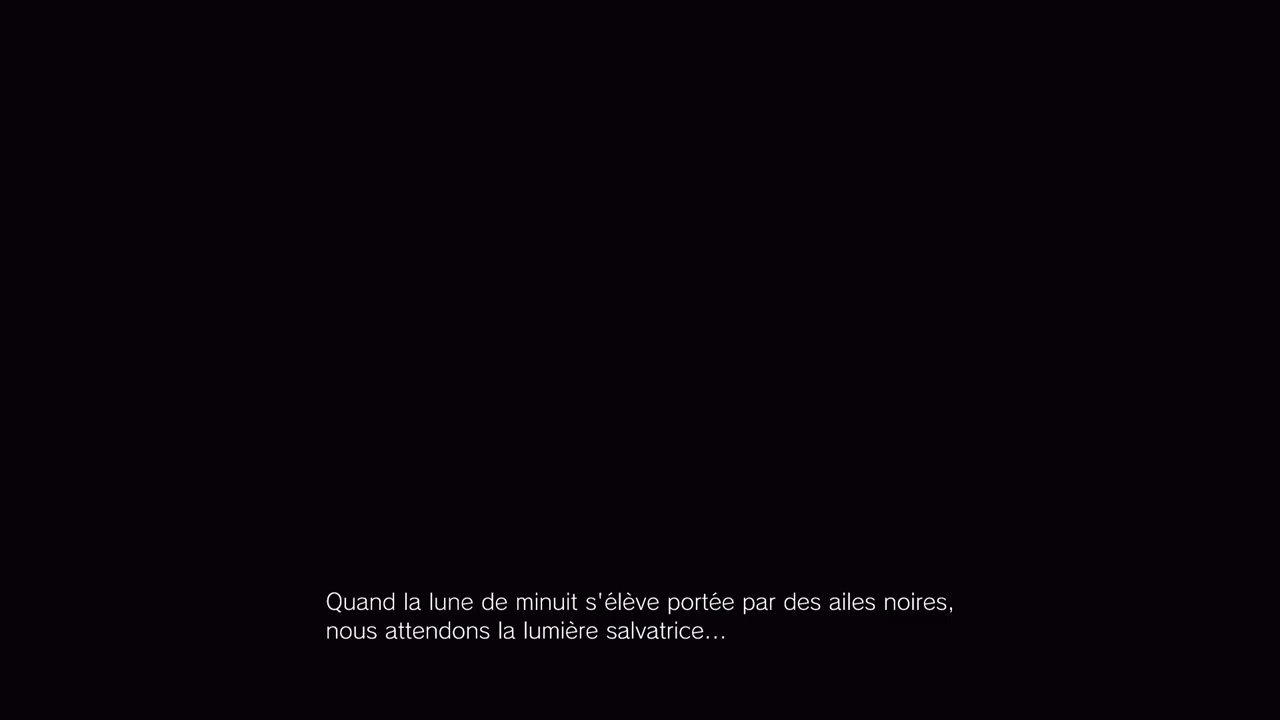 Quand la lune de minuit s'élève portée par des ailes noires,
nous attendons la lumière salvatrice...